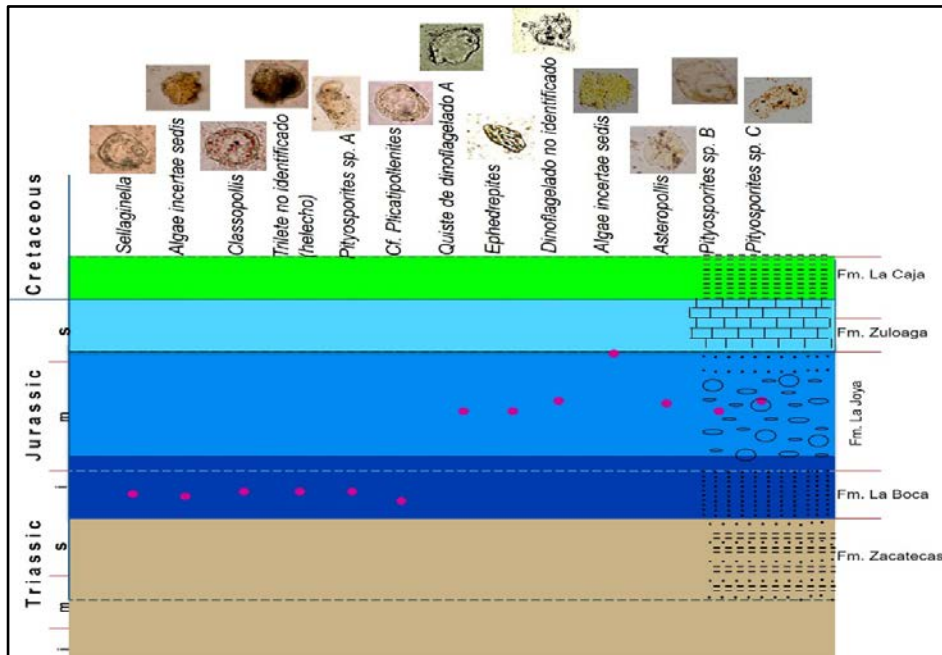 Sellaginella
Algae incertae sedis
Classopollis
Trilete no identificado
(helecho)
Pityosporites sp. A
Cf. Plicatipollenites
Quiste de dinoflagelado A
Ephedrepites
Dinoflagelado no identificado
Algae incertae sedis
Asteropollis
Pityosporites sp. B
Pityosporites sp. C
Cretaceous
Jurassic
Triassic
s
m
i
s
m
i
Fm. La Caja
Fm. Zuloaga
Fm. La Joya
Fm. La Boca
Fm. Zacatecas